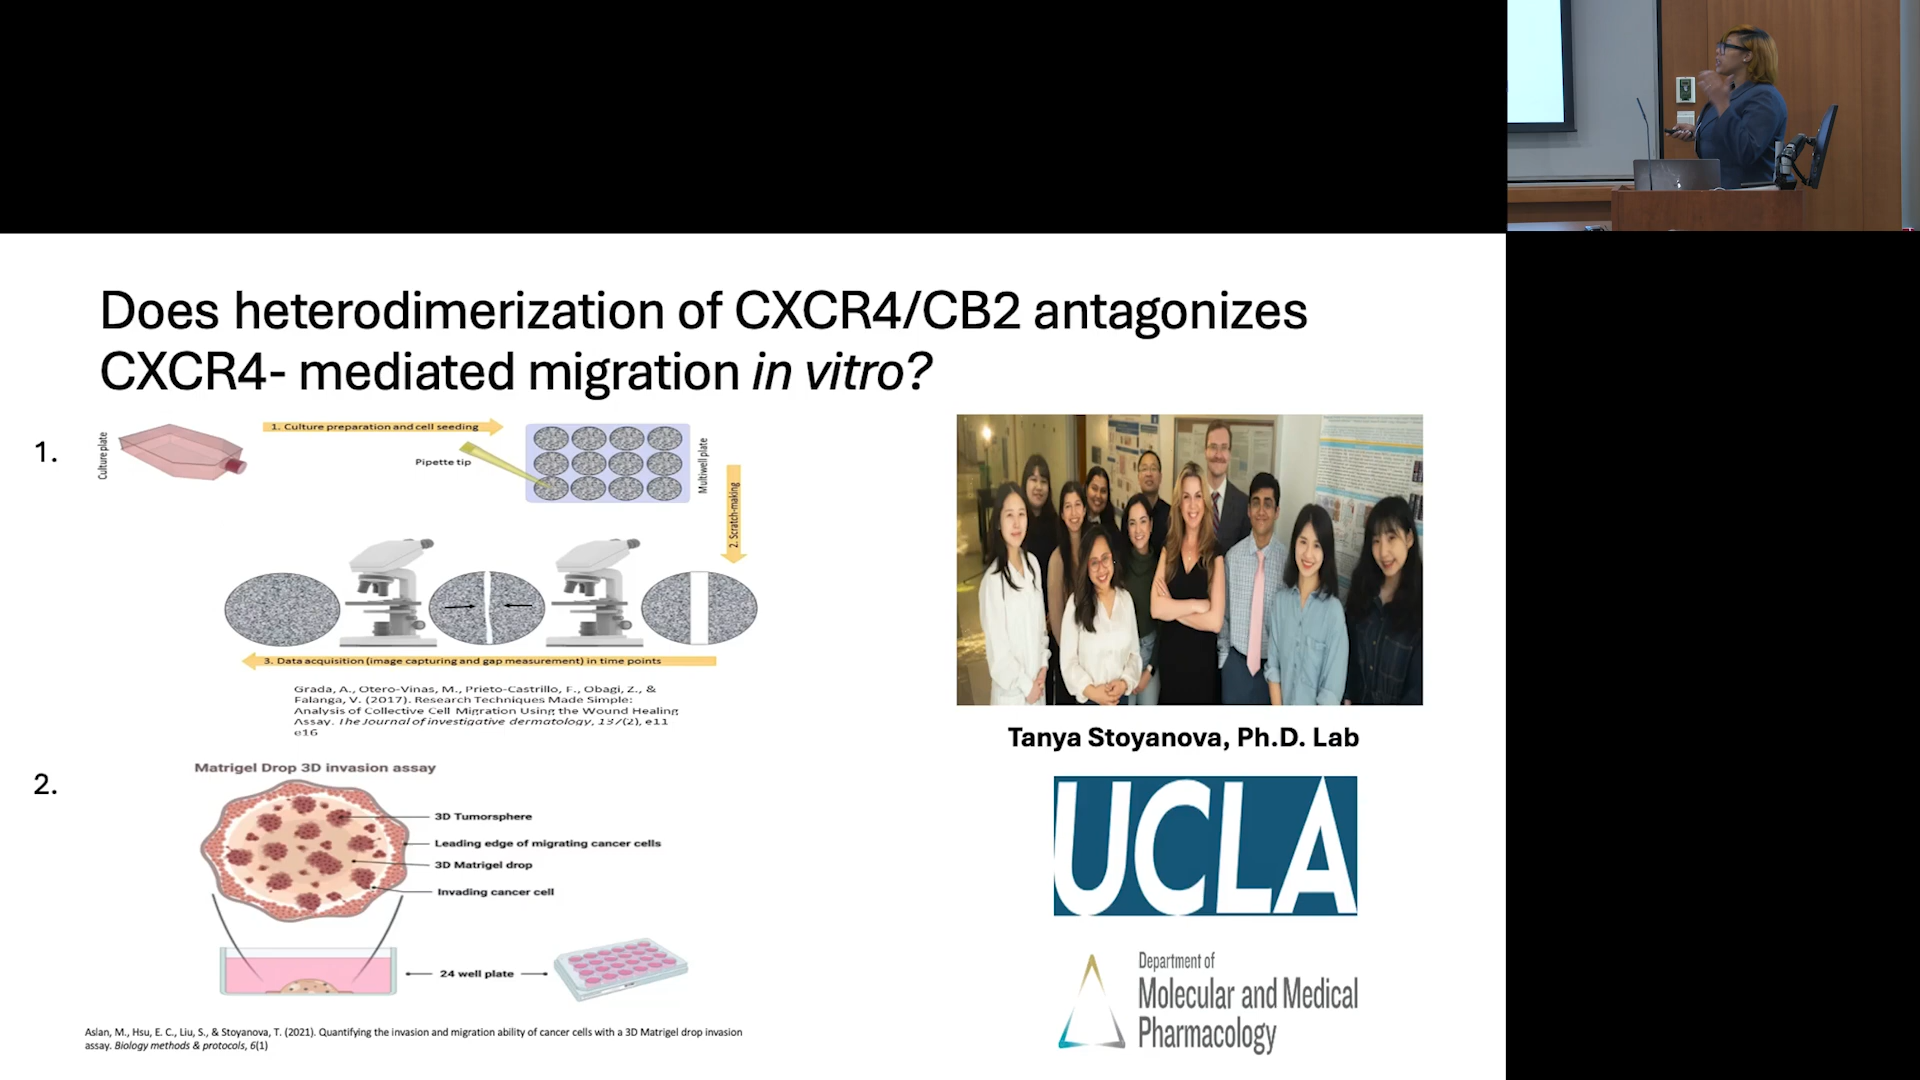 Does heterodimerization of CXCR4/CB2 antagonizes
CXCR4- mediated migration in vitro?
1.
Culture plate
1. Culture preparation and cell seeding
Pipette tip
Multiwell plate
2. Scratch-making
3. Data acquisition (image capturing and gap measurement) in time points
Grada, A., Otero-Vinas, M., Prieto-Castrillo, F., Obagi, Z., &
Falanga, V. (2017). Research Techniques Made Simple:
Analysis of Collective Cell Migration Using the Wound Healing
Assay. The Journal of investigative dermatology, 137(2), e11
e16
2.
Matrigel Drop 3D invasion assay
3D Tumorsphere
Leading edge of migrating cancer cells
3D Matrigel drop
Invading cancer cell
24 well plate
Aslan, M., Hsu, E. C., Liu, S., & Stoyanova, T. (2021). Quantifying the invasion and migration ability of cancer cells with a 3D Matrigel drop invasion
assay. Biology methods & protocols, 6(1)
Tanya Stoyanova, Ph.D. Lab
UCLA
Department of
Molecular and Medical
Pharmacology